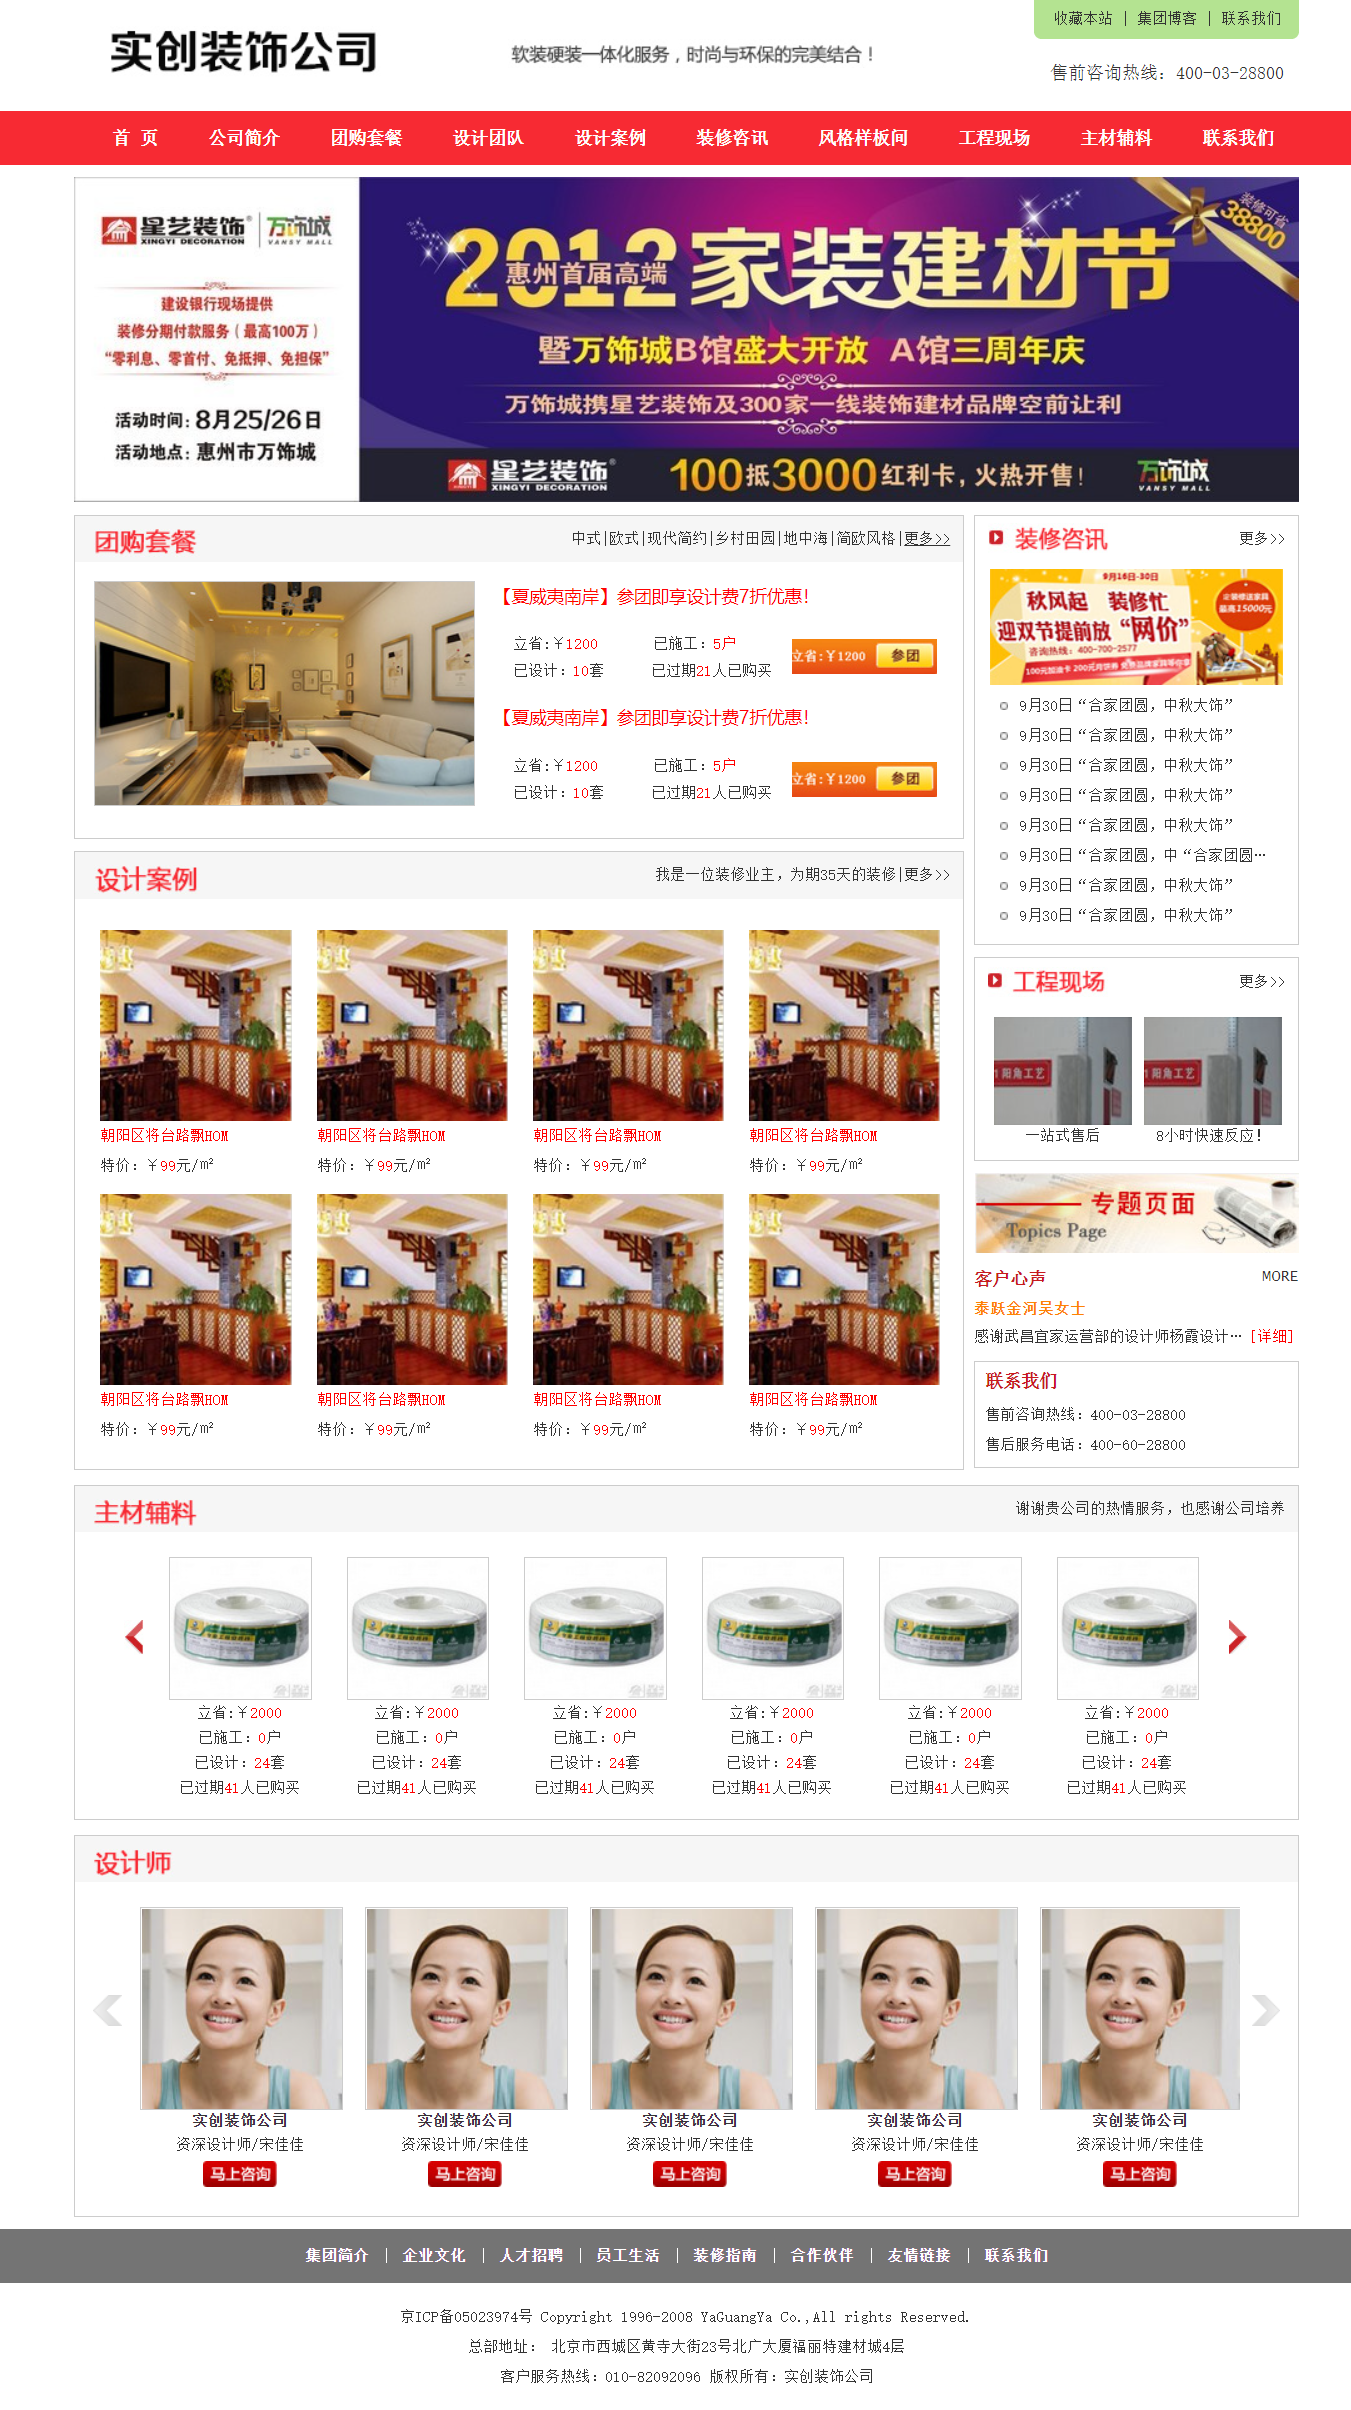 收藏本站 | 集团博客 | 联系我们
实创装饰公司
软装硬装一体化服务，时尚与环保的完美结合！
售前咨询热线：400-03-28800
首 页 公司简介 团购套餐 设计团队 设计案例 装修咨讯 风格样板间 工程现场 主材辅料 联系我们
星艺装饰 万饰城
XINGYI DECORATION VANSY MALL
建设银行现场提供
装修分期付款服务（最高100万）
“零利息、零首付、免抵押、免担保”
活动时间：8月25/26日
活动地点：惠州市万饰城
装修可省
38800
2012家装建材节
惠州首届高端
暨万饰城B馆盛大开放 A馆三周年庆
万饰城携星艺装饰及300家一线装饰建材品牌空前让利
星艺装饰
XINGYI DECORATION
100抵3000红利卡，火热开售！
万饰城
VANSY MALL
团购套餐
中式|欧式|现代简约|乡村田园|地中海|简欧风格|更多>>
【夏威夷南岸】参团即享设计费7折优惠！
立省:￥1200 已施工：5户
已设计：10套 已过期21人已购买
立省:￥1200 参团
【夏威夷南岸】参团即享设计费7折优惠！
立省:￥1200 已施工：5户
已设计：10套 已过期21人已购买
立省:￥1200 参团
装修咨讯 更多>>
9月16日-30日
秋风起 装修忙
迎双节提前放“网价”
咨询热线：400-700-2577
最高15000元
9月30日“合家团圆，中秋大饰”
9月30日“合家团圆，中秋大饰”
9月30日“合家团圆，中秋大饰”
9月30日“合家团圆，中秋大饰”
9月30日“合家团圆，中秋大饰”
9月30日“合家团圆，中“合家团圆…
9月30日“合家团圆，中秋大饰”
9月30日“合家团圆，中秋大饰”
设计案例
我是一位装修业主，为期35天的装修|更多>>
朝阳区将台路飘HOM 朝阳区将台路飘HOM 朝阳区将台路飘HOM 朝阳区将台路飘HOM
特价：￥99元/m² 特价：￥99元/m² 特价：￥99元/m² 特价：￥99元/m²
朝阳区将台路飘HOM 朝阳区将台路飘HOM 朝阳区将台路飘HOM 朝阳区将台路飘HOM
特价：￥99元/m² 特价：￥99元/m² 特价：￥99元/m² 特价：￥99元/m²
工程现场 更多>>
阳角工艺 阳角工艺
一站式售后 8小时快速反应！
专题页面
Topics Page
客户心声 MORE
泰跃金河吴女士
感谢武昌宜家运营部的设计师杨霞设计… [详细]
联系我们
售前咨询热线：400-03-28800
售后服务电话：400-60-28800
主材辅料
谢谢贵公司的热情服务，也感谢公司培养
立省:￥2000 立省:￥2000 立省:￥2000 立省:￥2000 立省:￥2000 立省:￥2000
已施工：0户 已施工：0户 已施工：0户 已施工：0户 已施工：0户 已施工：0户
已设计：24套 已设计：24套 已设计：24套 已设计：24套 已设计：24套 已设计：24套
已过期41人已购买 已过期41人已购买 已过期41人已购买 已过期41人已购买 已过期41人已购买 已过期41人已购买
设计师
实创装饰公司 实创装饰公司 实创装饰公司 实创装饰公司 实创装饰公司
资深设计师/宋佳佳 资深设计师/宋佳佳 资深设计师/宋佳佳 资深设计师/宋佳佳 资深设计师/宋佳佳
马上咨询 马上咨询 马上咨询 马上咨询 马上咨询
集团简介 | 企业文化 | 人才招聘 | 员工生活 | 装修指南 | 合作伙伴 | 友情链接 | 联系我们
京ICP备05023974号 Copyright 1996-2008 YaGuangYa Co.,All rights Reserved.
总部地址： 北京市西城区黄寺大街23号北广大厦福丽特建材城4层
客户服务热线：010-82092096 版权所有：实创装饰公司